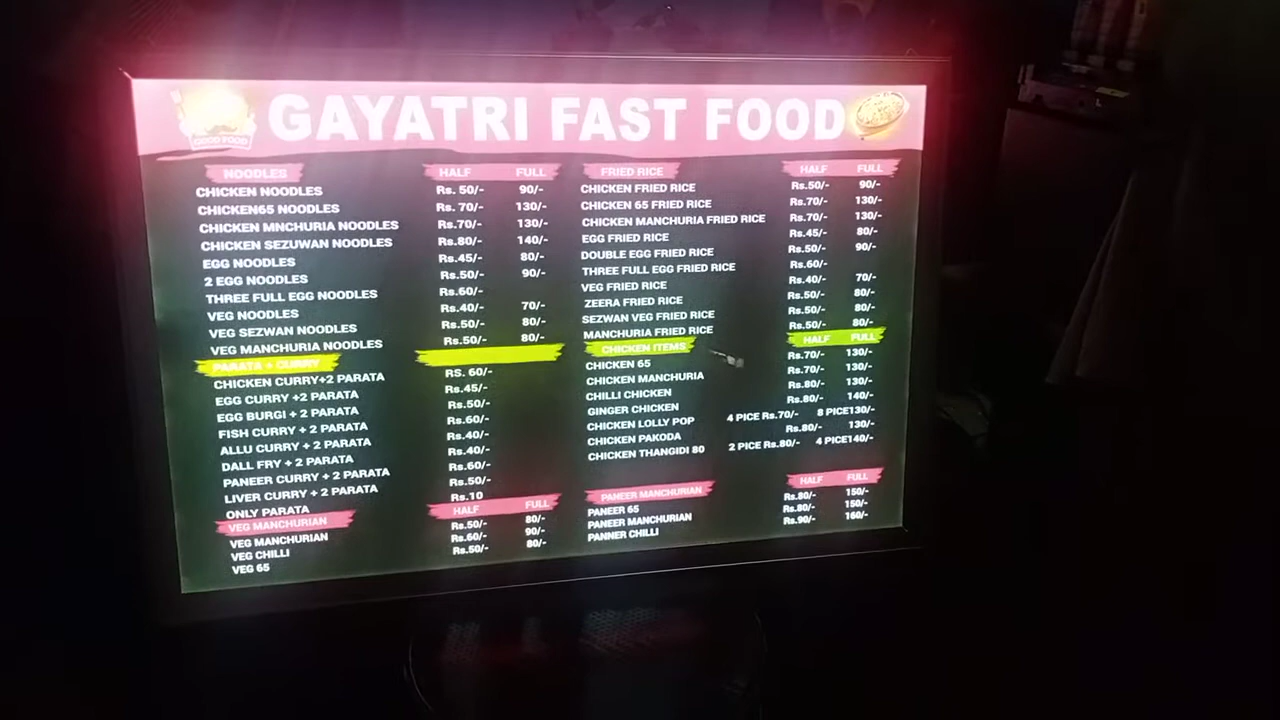 GOOD FOOD
GAYATRI FAST FOOD
NOODLES HALF FULL
CHICKEN NOODLES Rs. 50/- 90/-
CHICKEN65 NOODLES Rs. 70/- 130/-
CHICKEN MNCHURIA NOODLES Rs.70/- 130/-
CHICKEN SEZUWAN NOODLES Rs.80/- 140/-
EGG NOODLES Rs.45/- 80/-
2 EGG NOODLES Rs.50/- 90/-
THREE FULL EGG NOODLES Rs.60/-
VEG NOODLES Rs.40/- 70/-
VEG SEZWAN NOODLES Rs.50/- 80/-
VEG MANCHURIA NOODLES Rs.50/- 80/-
PARATA + CURRY
CHICKEN CURRY+2 PARATA RS. 60/-
EGG CURRY +2 PARATA Rs.45/-
EGG BURGI + 2 PARATA Rs.50/-
FISH CURRY + 2 PARATA Rs.60/-
ALLU CURRY + 2 PARATA Rs.40/-
DALL FRY + 2 PARATA Rs.40/-
PANEER CURRY + 2 PARATA Rs.60/-
LIVER CURRY + 2 PARATA Rs.50/-
ONLY PARATA Rs.10
VEG MANCHURIAN HALF FULL
VEG MANCHURIAN Rs.50/- 80/-
VEG CHILLI Rs.60/- 90/-
VEG 65 Rs.50/- 80/-
FRIED RICE HALF FULL
CHICKEN FRIED RICE Rs.50/- 90/-
CHICKEN 65 FRIED RICE Rs.70/- 130/-
CHICKEN MANCHURIA FRIED RICE Rs.70/- 130/-
EGG FRIED RICE Rs.45/- 80/-
DOUBLE EGG FRIED RICE Rs.50/- 90/-
THREE FULL EGG FRIED RICE Rs.60/-
VEG FRIED RICE Rs.40/- 70/-
ZEERA FRIED RICE Rs.50/- 80/-
SEZWAN VEG FRIED RICE Rs.50/- 80/-
MANCHURIA FRIED RICE Rs.50/- 80/-
CHICKEN ITEMS HALF FULL
CHICKEN 65 Rs.70/- 130/-
CHICKEN MANCHURIA Rs.70/- 130/-
CHILLI CHICKEN Rs.80/- 130/-
GINGER CHICKEN Rs.80/- 140/-
CHICKEN LOLLY POP 4 PICE Rs.70/- 8 PICE130/-
CHICKEN PAKODA Rs.80/- 130/-
CHICKEN THANGIDI 80 2 PICE Rs.80/- 4 PICE140/-
PANEER MANCHURIAN HALF FULL
PANEER 65 Rs.80/- 150/-
PANEER MANCHURIAN Rs.80/- 150/-
PANNER CHILLI Rs.90/- 160/-